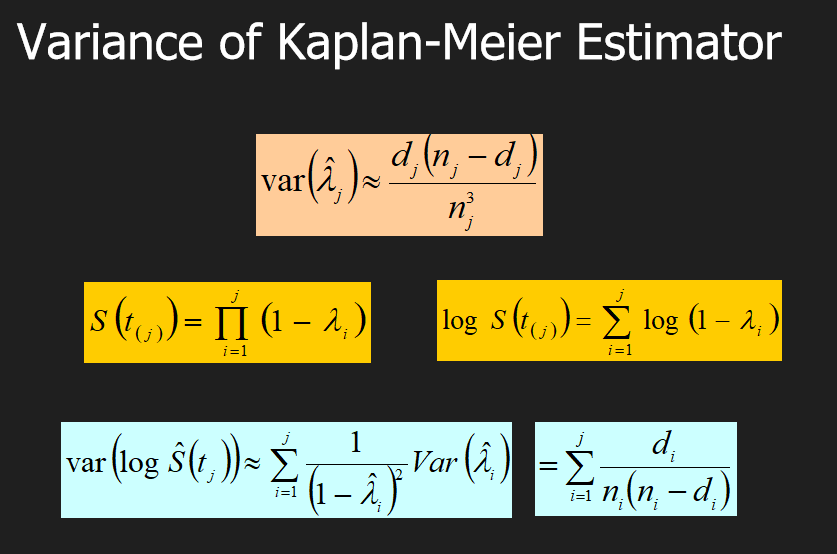 Variance of Kaplan-Meier Estimator
var(λ̂_j) ≈ d_j(n_j − d_j) / n_j^3
S(t_(j)) = ∏_{i=1}^{j} (1 − λ_i)
log S(t_(j)) = ∑_{i=1}^{j} log (1 − λ_i)
var(log Ŝ(t_j)) ≈ ∑_{i=1}^{j} 1 / (1 − λ̂_i)^2 Var(λ̂_i) = ∑_{i=1}^{j} d_i / n_i(n_i − d_i)